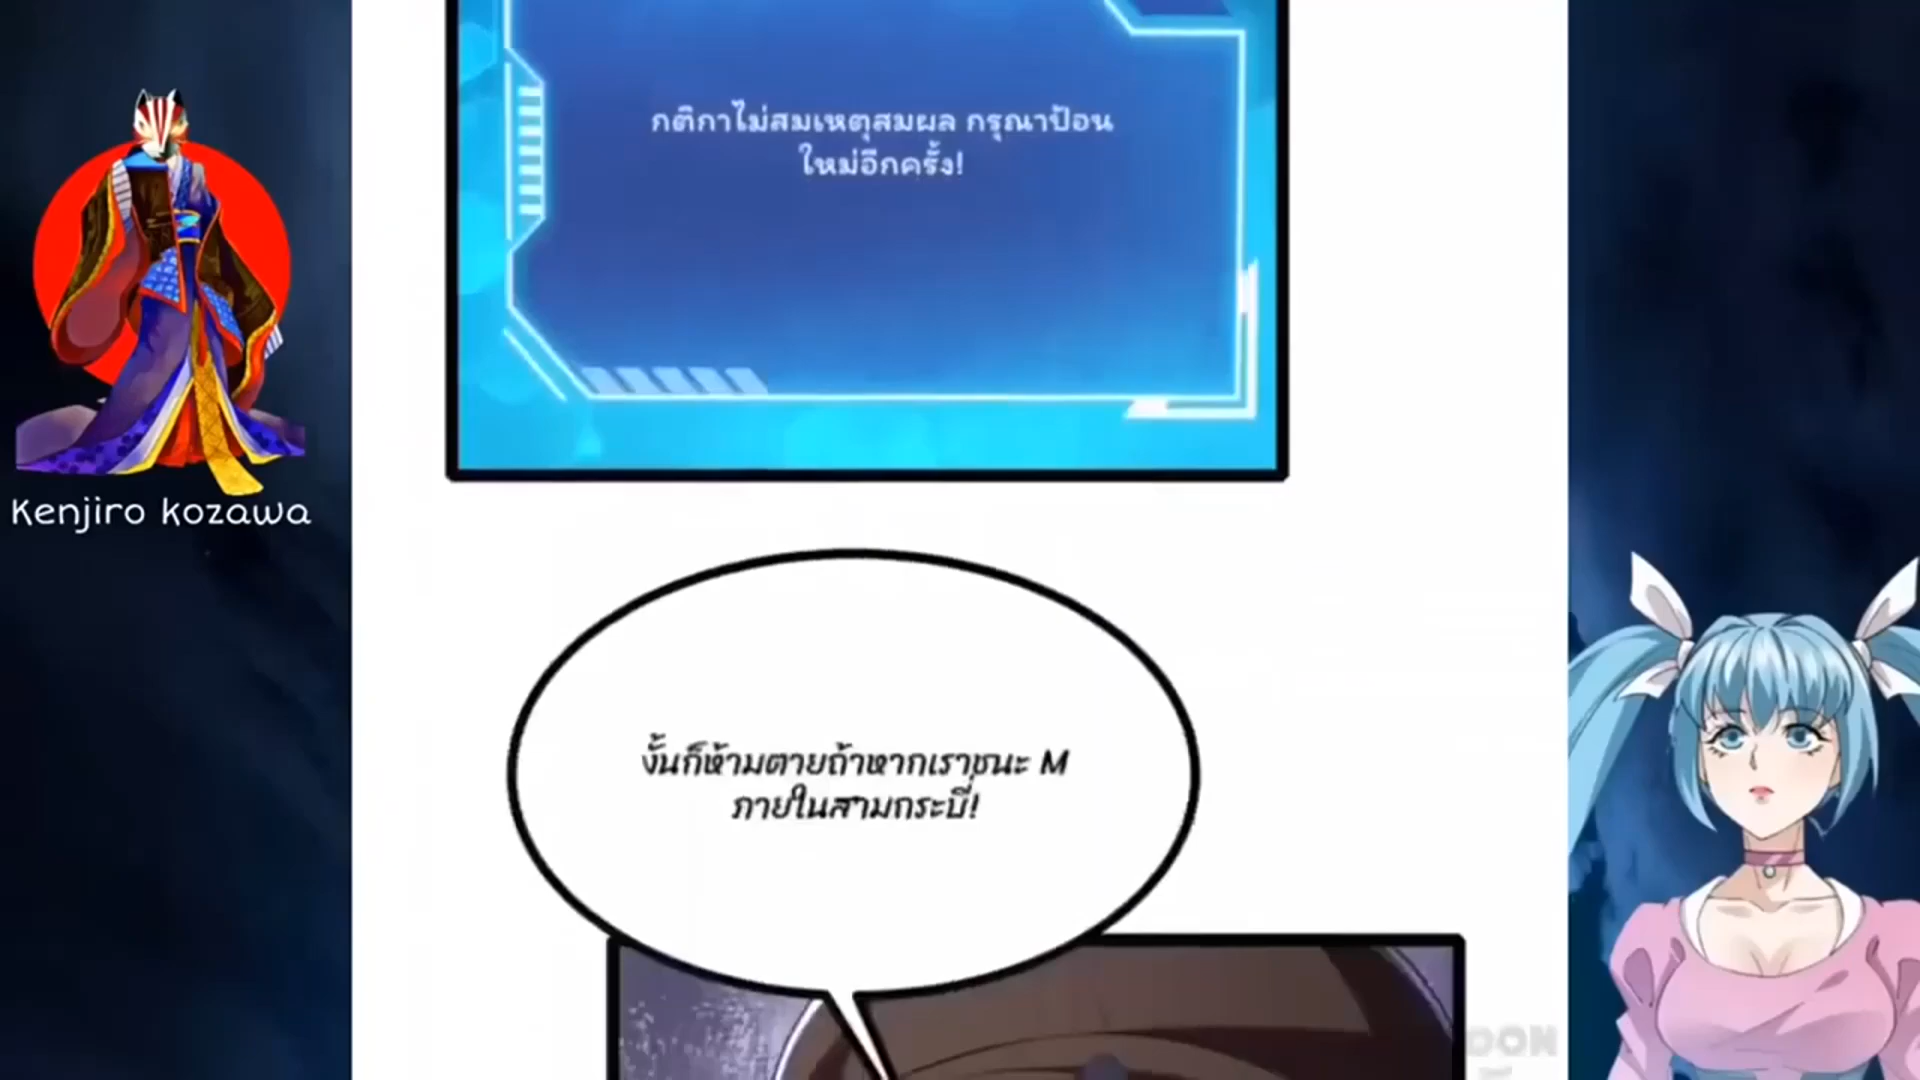 กติกาไม่สมเหตุสมผล กรุณาป้อน
ใหม่อีกครั้ง!
Kenjiro kozawa
งั้นก็ห้ามตายถ้าหากเราชนะ M
ภายในสามกระบี่!